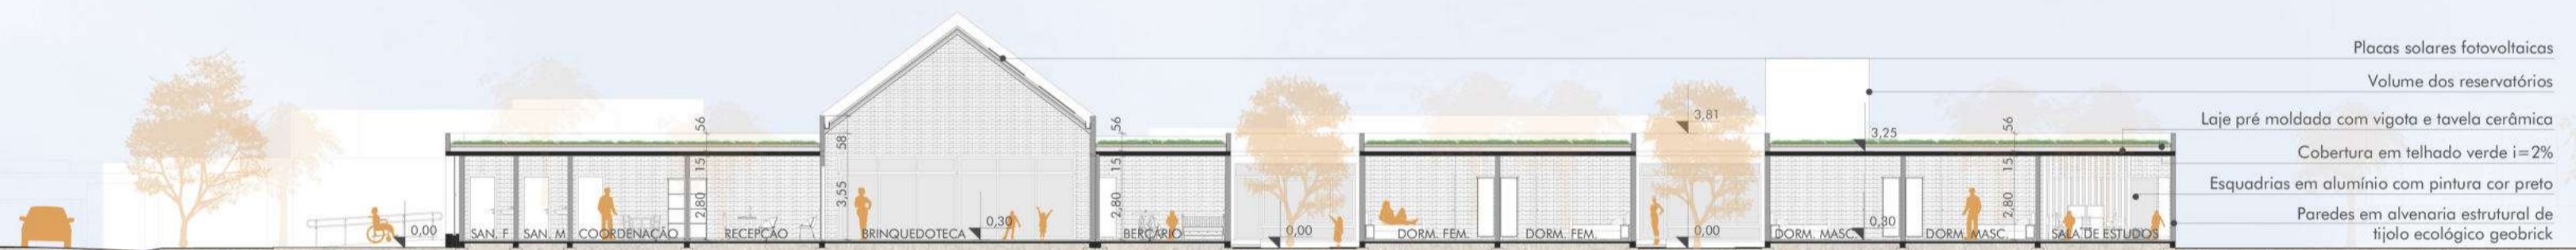 Placas solares fotovoltaicas
Volume dos reservatórios
Laje pré moldada com vigota e tavela cerâmica
Cobertura em telhado verde i=2%
Esquadrias em alumínio com pintura cor preto
Paredes em alvenaria estrutural de
tijolo ecológico geobrick
56
15
2,80
58
3,55
56
15
2,80
3,81
3,25
56
15
2,80
0,00
0,30
0,00
0,00
0,30
SAN. F
SAN. M
COORDENAÇÃO
RECEPÇÃO
BRINQUEDOTECA
BERÇÁRIO
DORM. FEM.
DORM. FEM.
DORM. MASC.
DORM. MASC.
SALA DE ESTUDOS